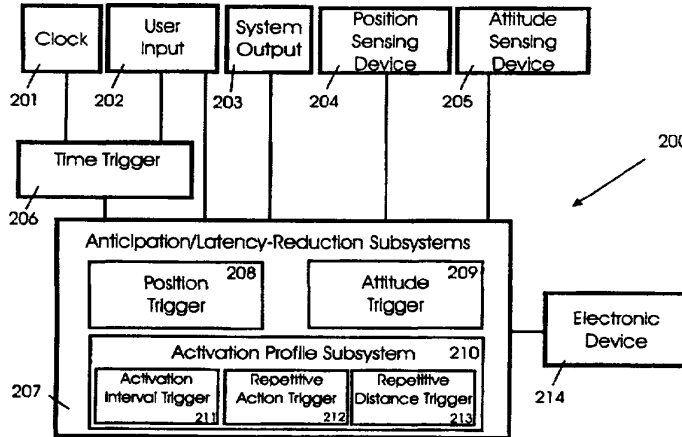 Clock
User
Input
System
Output
Position
Sensing
Device
Attitude
Sensing
Device
201
202
203
204
205
Time Trigger
206
200
Anticipation/Latency-Reduction Subsystems
Position
Trigger
208
Attitude
Trigger
209
Activation Profile Subsystem
210
Activation
Interval Trigger
211
Repetitive
Action Trigger
212
Repetitive
Distance Trigger
213
207
Electronic
Device
214